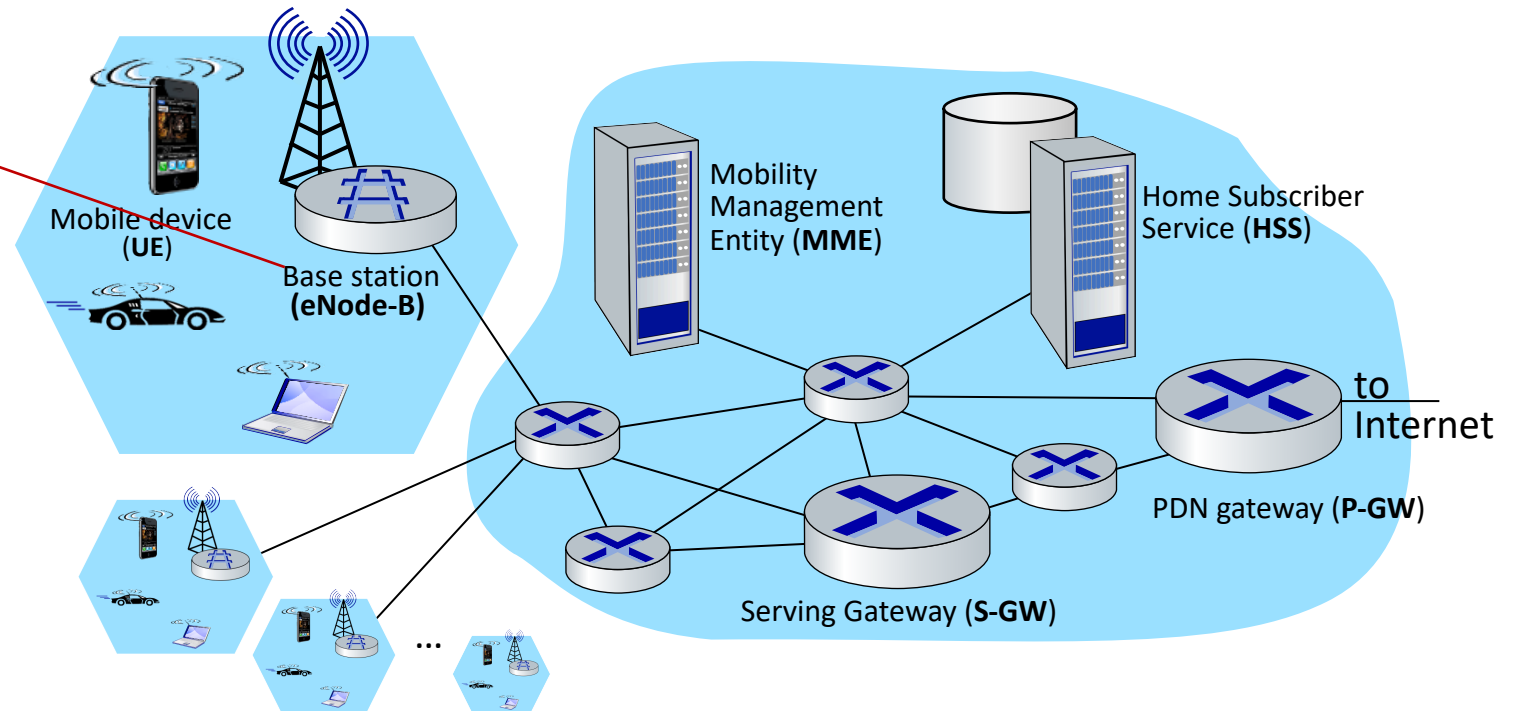 Mobile device
(UE)
Base station
(eNode-B)
Mobility
Management
Entity (MME)
Home Subscriber
Service (HSS)
to
Internet
PDN gateway (P-GW)
Serving Gateway (S-GW)
...